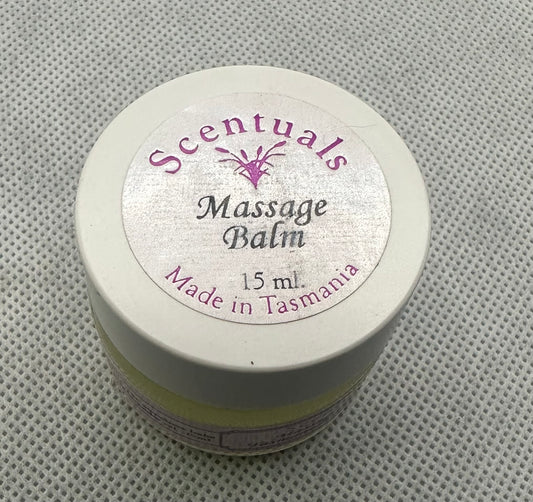 Scentuals
Massage
Balm
15 ml.
Made in Tasmania